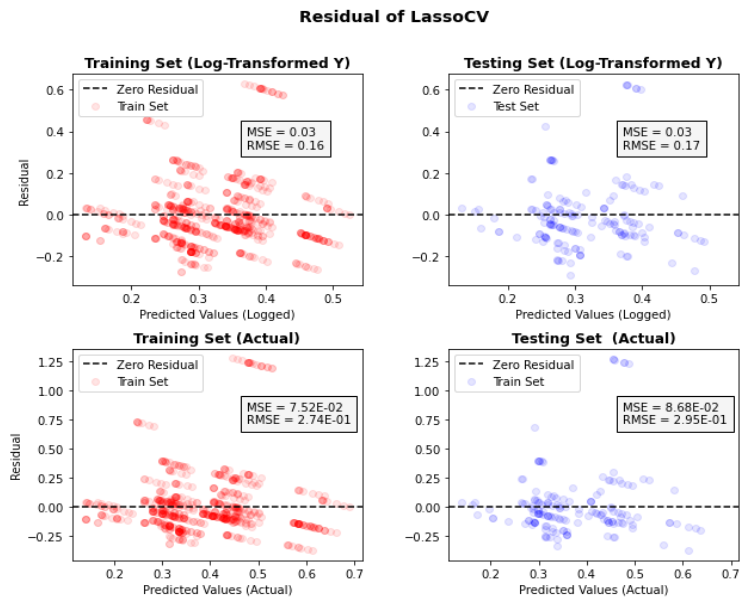 Residual of LassoCV
Training Set (Log-Transformed Y)
Zero Residual
Train Set
MSE = 0.03
RMSE = 0.16
0.6
0.4
0.2
0.0
−0.2
Residual
0.2 0.3 0.4 0.5
Predicted Values (Logged)
Testing Set (Log-Transformed Y)
Zero Residual
Test Set
MSE = 0.03
RMSE = 0.17
0.6
0.4
0.2
0.0
−0.2
0.2 0.3 0.4 0.5
Predicted Values (Logged)
Training Set (Actual)
Zero Residual
Train Set
MSE = 7.52E-02
RMSE = 2.74E-01
1.25
1.00
0.75
0.50
0.25
0.00
−0.25
Residual
0.2 0.3 0.4 0.5 0.6 0.7
Predicted Values (Actual)
Testing Set (Actual)
Zero Residual
Train Set
MSE = 8.68E-02
RMSE = 2.95E-01
1.25
1.00
0.75
0.50
0.25
0.00
−0.25
0.2 0.3 0.4 0.5 0.6 0.7
Predicted Values (Actual)